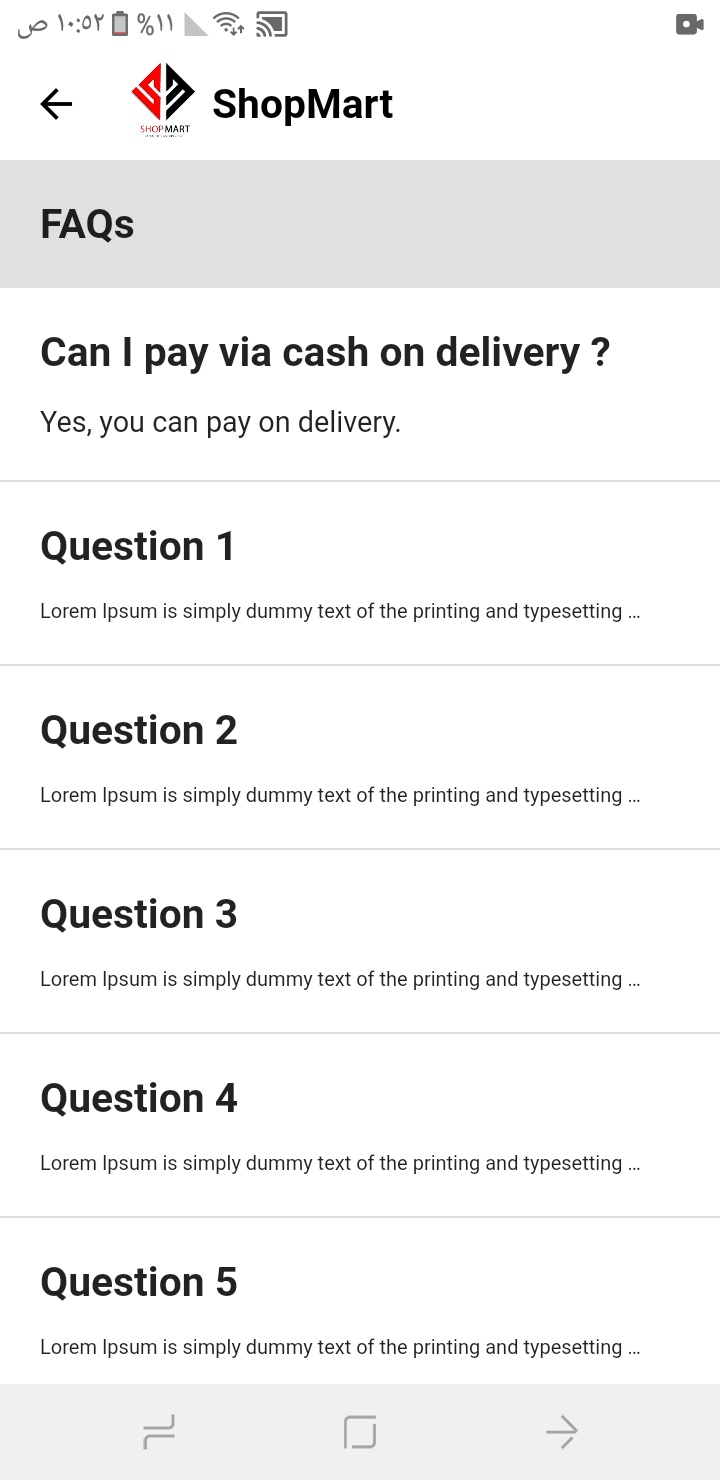 ص ١٠:٥٢ %١١
SHOP MART
ShopMart
FAQs
Can I pay via cash on delivery ?
Yes, you can pay on delivery.
Question 1
Lorem Ipsum is simply dummy text of the printing and typesetting ...
Question 2
Lorem Ipsum is simply dummy text of the printing and typesetting ...
Question 3
Lorem Ipsum is simply dummy text of the printing and typesetting ...
Question 4
Lorem Ipsum is simply dummy text of the printing and typesetting ...
Question 5
Lorem Ipsum is simply dummy text of the printing and typesetting ...